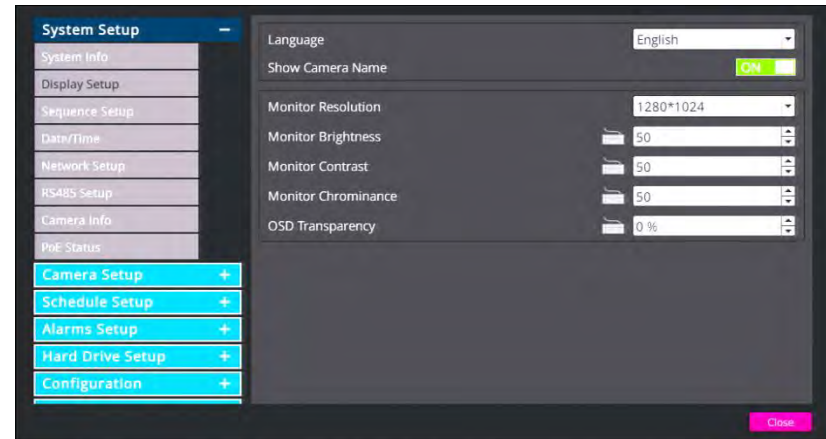 System Setup –
System Info
Display Setup
Sequence Setup
Date/Time
Network Setup
RS485 Setup
Camera Info
PoE Status
Camera Setup +
Schedule Setup +
Alarms Setup +
Hard Drive Setup +
Configuration +
Language English
Show Camera Name ON
Monitor Resolution 1280*1024
Monitor Brightness 50
Monitor Contrast 50
Monitor Chrominance 50
OSD Transparency 0 %
Close